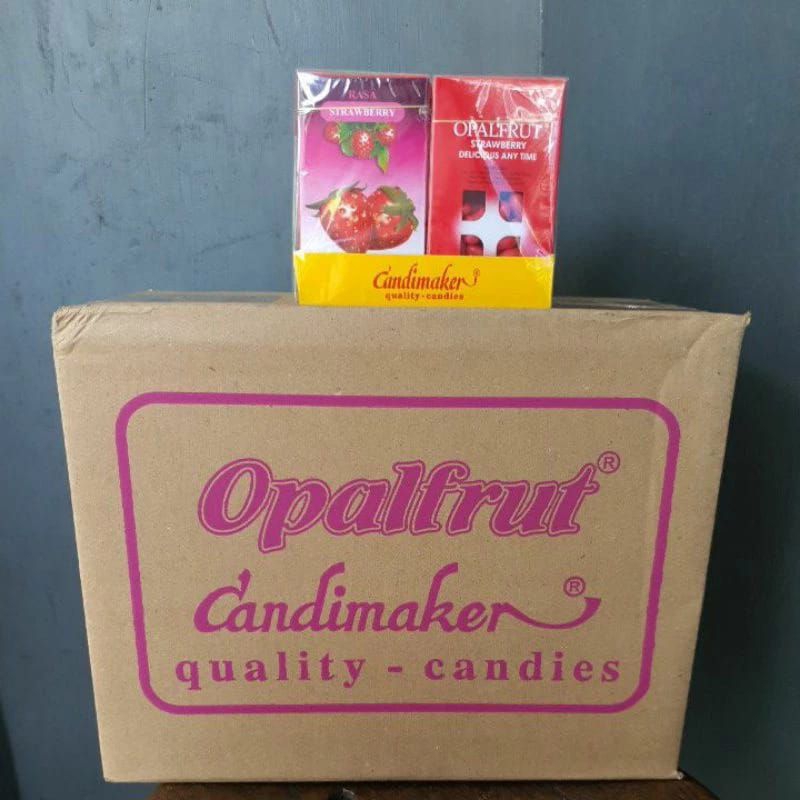 RASA
STRAWBERRY
OPALFRUT
STRAWBERRY
DELICIOUS ANY TIME
Candimaker®
quality - candies
Opalfrut®
Candimaker®
quality - candies